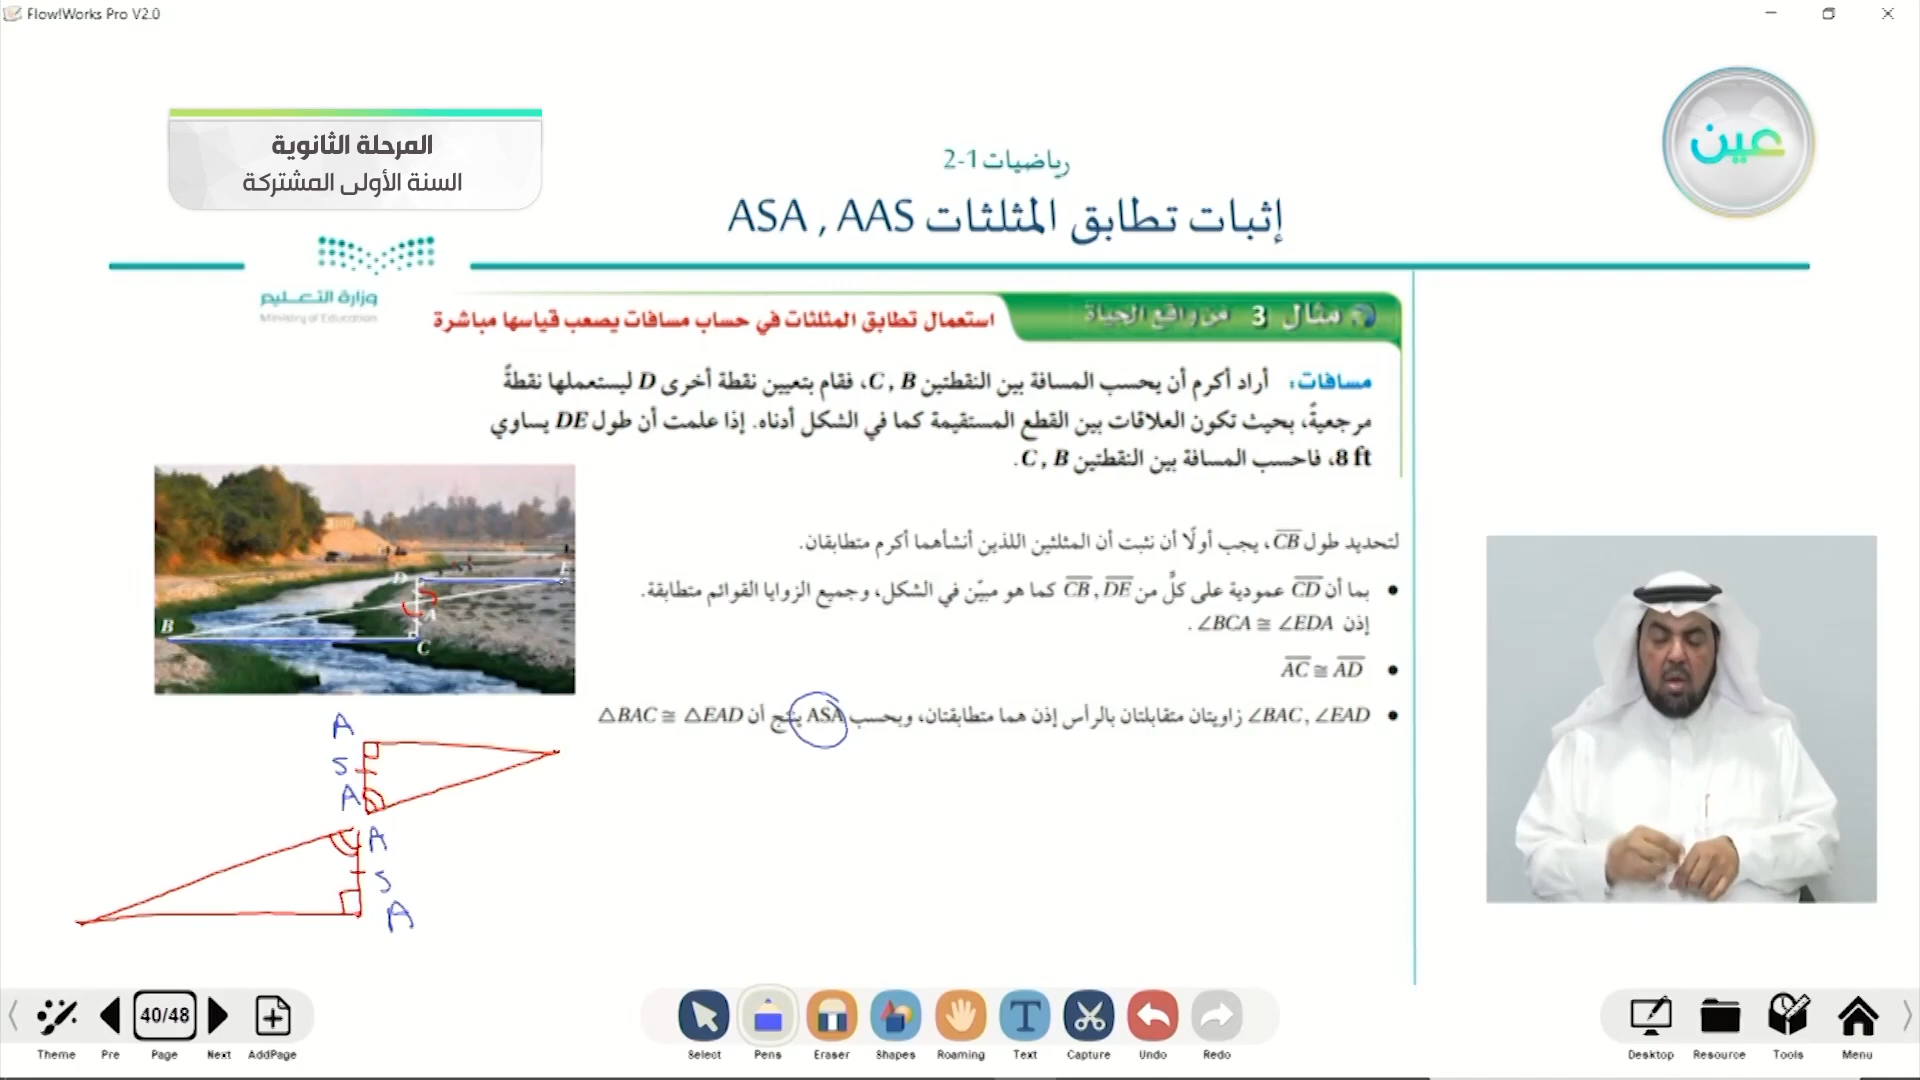 Flow!Works Pro V2.0
المرحلة الثانوية
السنة الأولى المشتركة
عين
رياضيات 1-2
إثبات تطابق المثلثات ASA , AAS
وزارة التعليم
Ministry of Education
مثال 3 من واقع الحياة
استعمال تطابق المثلثات في حساب مسافات يصعب قياسها مباشرة
مسافات: أراد أكرم أن يحسب المسافة بين النقطتين C , B، فقام بتعيين نقطة أخرى D ليستعملها نقطةً
مرجعيةً، بحيث تكون العلاقات بين القطع المستقيمة كما في الشكل أدناه. إذا علمت أن طول DE يساوي
8 ft، فاحسب المسافة بين النقطتين C , B.
لتحديد طول C̅B̅، يجب أولًا أن نثبت أن المثلثين اللذين أنشأهما أكرم متطابقان.
• بما أن C̅D̅ عمودية على كلٍّ من C̅B̅ , D̅E̅ كما هو مبيّن في الشكل، وجميع الزوايا القوائم متطابقة.
إذن ∠BCA ≅ ∠EDA .
• A̅C̅ ≅ A̅D̅
• ∠BAC, ∠EAD زاويتان متقابلتان بالرأس إذن هما متطابقتان، وبحسب ASA ينتج أن △BAC ≅ △EAD
D
E
A
B
C
A
S
A
A
S
A
40/48
Theme
Pre
Page
Next
AddPage
Select
Pens
Eraser
Shapes
Roaming
Text
Capture
Undo
Redo
Desktop
Resource
Tools
Menu